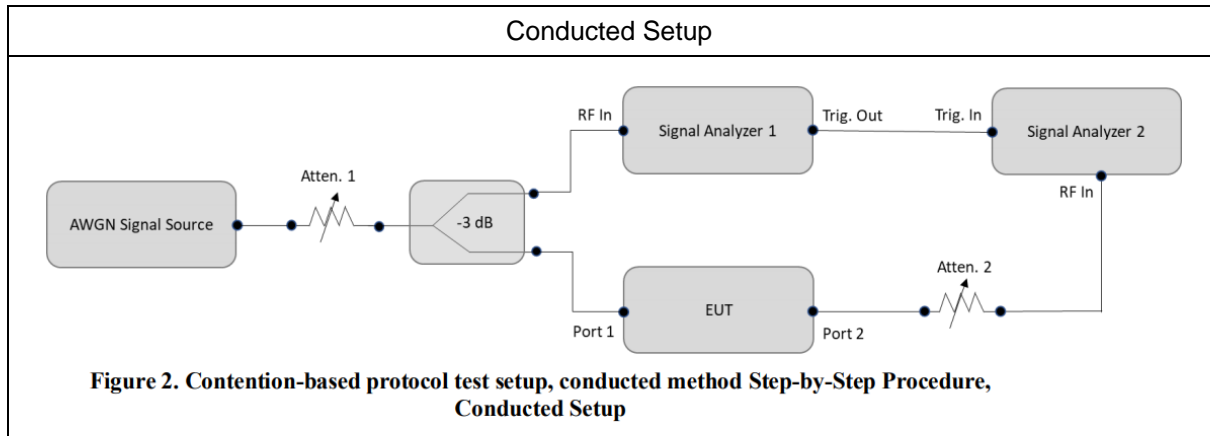 Conducted Setup
RF In
Signal Analyzer 1
Trig. Out
Trig. In
Signal Analyzer 2
RF In
AWGN Signal Source
Atten. 1
-3 dB
Atten. 2
Port 1
EUT
Port 2
Figure 2. Contention-based protocol test setup, conducted method Step-by-Step Procedure,
Conducted Setup